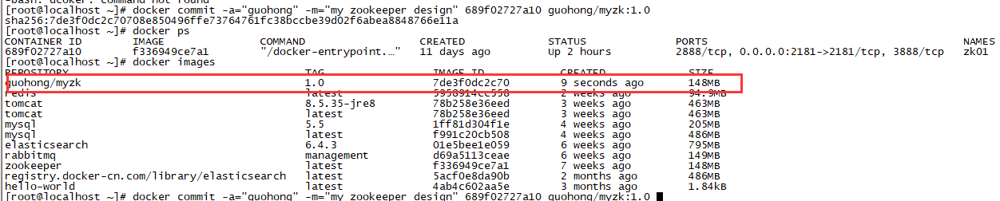 -bash: dcoker: command not found
[root@localhost ~]# docker commit -a="guohong" -m="my zookeeper design" 689f02727a10 guohong/myzk:1.0
[ha256:7de3f0dc2c70708e850496ffe73764761fc38bccbe39d02f6abea8848766e11a
[root@localhost ~]# docker ps
CONTAINER ID IMAGE COMMAND CREATED STATUS PORTS NAMES
689f02727a10 f336949ce7a1 "/docker-entrypoint.…" 11 days ago Up 2 hours 2888/tcp, 0.0.0.0:2181->2181/tcp, 3888/tcp zk01
[root@localhost ~]# docker images
REPOSITORY TAG IMAGE ID CREATED SIZE
guohong/myzk 1.0 7de3f0dc2c70 9 seconds ago 148MB
redis latest 5958914cc558 2 weeks ago 94.9MB
tomcat 8.5.35-jre8 78b258e36eed 3 weeks ago 463MB
tomcat latest 78b258e36eed 3 weeks ago 463MB
mysql 5.5 1ff81d304f1e 4 weeks ago 205MB
mysql latest f991c20cb508 4 weeks ago 486MB
elasticsearch 6.4.3 01e5bee1e059 6 weeks ago 795MB
rabbitmq management d69a5113ceae 6 weeks ago 149MB
zookeeper latest f336949ce7a1 7 weeks ago 148MB
registry.docker-cn.com/library/elasticsearch latest 5acf0e8da90b 2 months ago 486MB
hello-world latest 4ab4c602aa5e 2 months ago 1.84kB
[root@localhost ~]# docker commit -a="guohong" -m="my zookeeper design" 689f02727a10 guohong/myzk:1.0